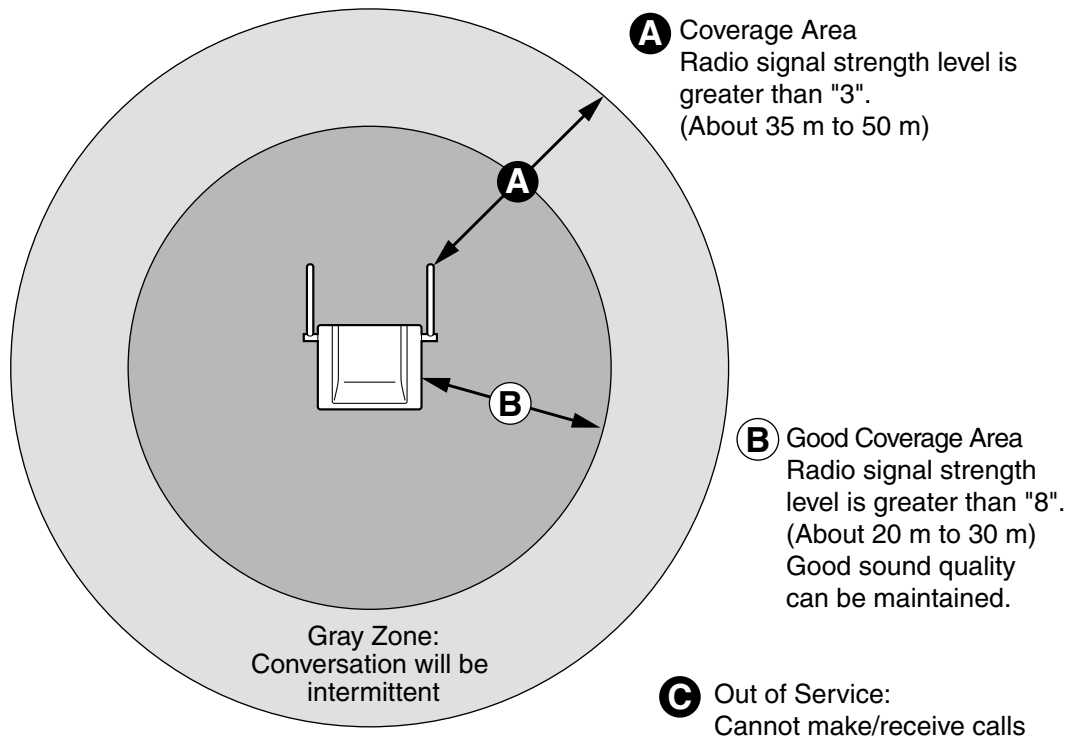 A Coverage Area
Radio signal strength level is
greater than "3".
(About 35 m to 50 m)
A
B
B Good Coverage Area
Radio signal strength
level is greater than "8".
(About 20 m to 30 m)
Good sound quality
can be maintained.
Gray Zone:
Conversation will be
intermittent
C Out of Service:
Cannot make/receive calls